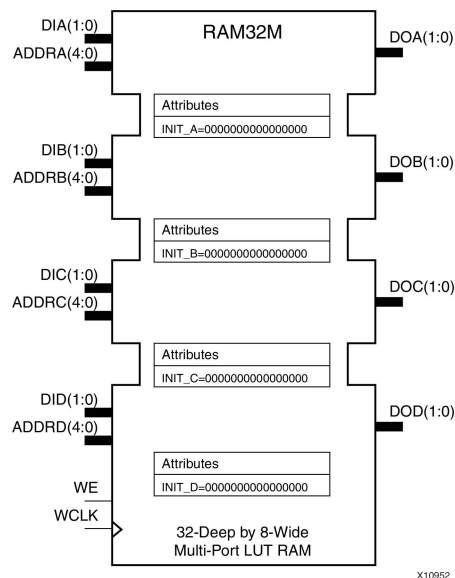 RAM32M
DIA(1:0)
ADDRA(4:0)
DOA(1:0)
Attributes
INIT_A=0000000000000000
DIB(1:0)
ADDRB(4:0)
DOB(1:0)
Attributes
INIT_B=0000000000000000
DIC(1:0)
ADDRC(4:0)
DOC(1:0)
Attributes
INIT_C=0000000000000000
DID(1:0)
ADDRD(4:0)
DOD(1:0)
Attributes
INIT_D=0000000000000000
WE
WCLK
32-Deep by 8-Wide
Multi-Port LUT RAM
X10952